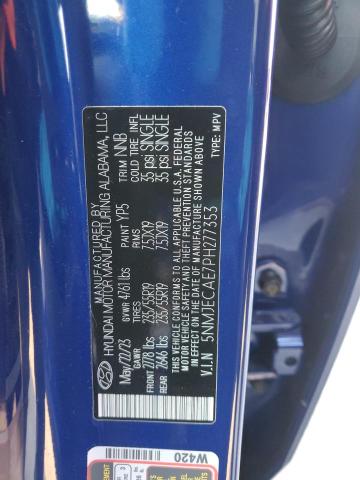 MANUFACTURED BY
HYUNDAI MOTOR MANUFACTURING ALABAMA, LLC
May/22/23 PAINT YP5 TRIM NNB
GVWR 4761 lbs
GAWR TIRES COLD TIRE INFL
FRONT 2778 lbs 235/55R19 7.5JX19 35 psi SINGLE
REAR 2646 lbs 235/55R19 7.5JX19 35 psi SINGLE
THIS VEHICLE CONFORMS TO ALL APPLICABLE U.S.A. FEDERAL
MOTOR VEHICLE SAFETY, BUMPER, AND THEFT PREVENTION STANDARDS
IN EFFECT ON THE DATE OF MANUFACTURE SHOWN ABOVE
V.I.N 5NMJECAE7PH277353 TYPE: MPV
W420